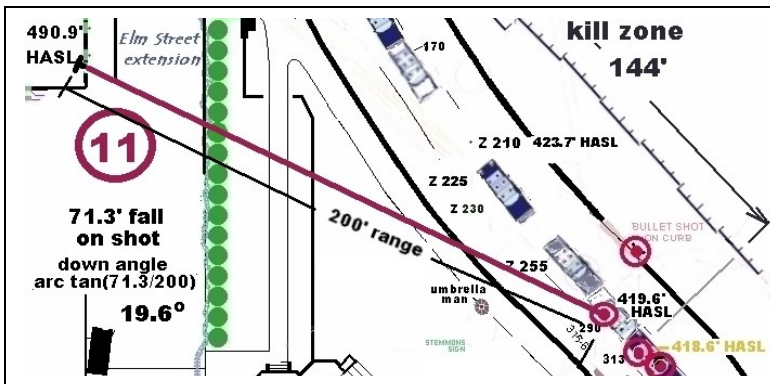 490.9'
HASL
Elm Street
extension
11
71.3' fall
on shot
down angle
arc tan(71.3/200)
19.6°
200' range
170
kill zone
144'
Z 210 423.7' HASL
Z 225
Z 230
Z 255
BULLET SHOT
ON CURB
umbrella
man
STEMMONS
SIGN
419.6'
HASL
290
313
418.6' HASL